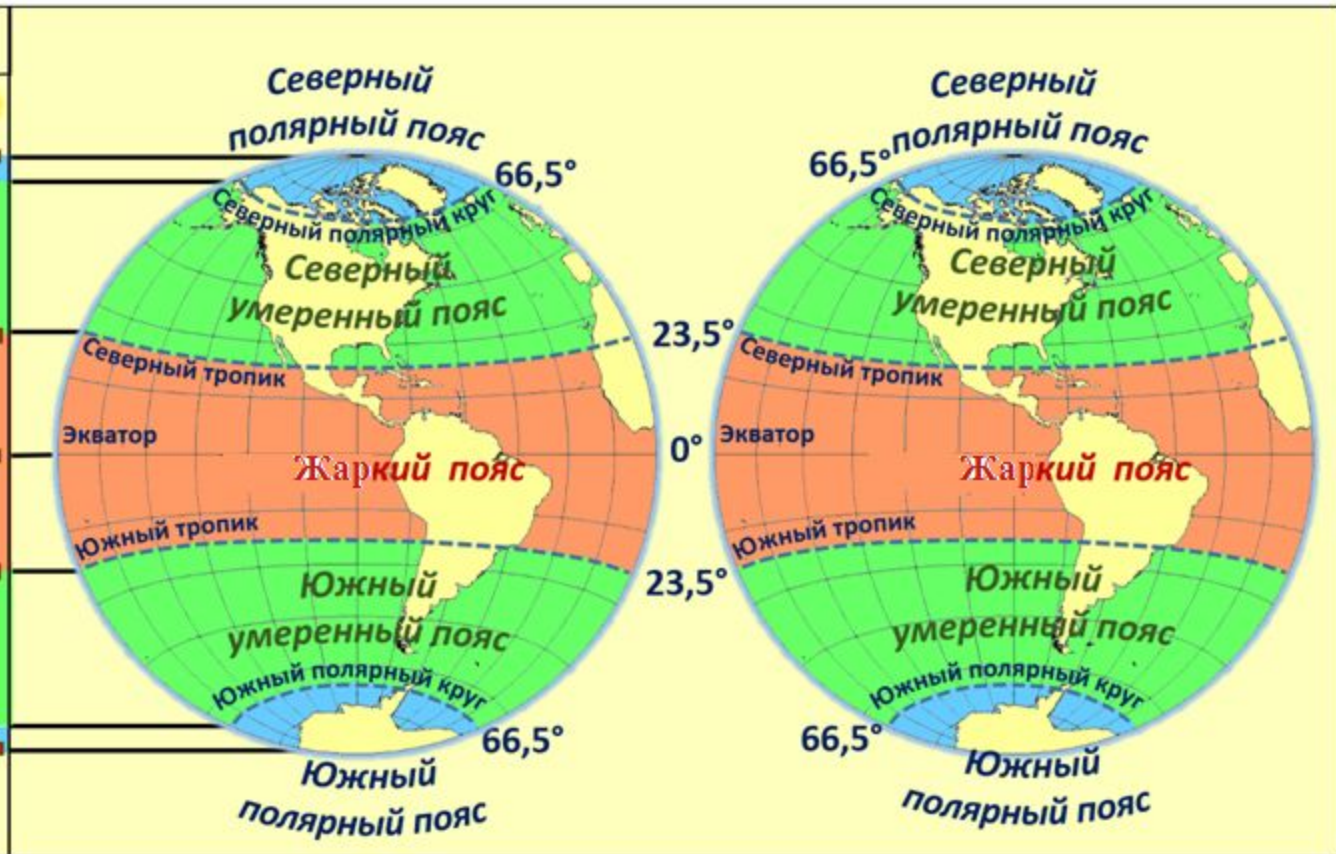 Северный
полярный пояс
66,5°
Северный полярный круг
Северный
умеренный пояс
23,5°
Северный тропик
Экватор
0°
Жаркий пояс
Южный тропик
23,5°
Южный
умеренный пояс
Южный полярный круг
66,5°
Южный
полярный пояс
Северный
полярный пояс
66,5°
Северный полярный круг
Северный
умеренный пояс
Северный тропик
Экватор
Жаркий пояс
Южный тропик
Южный
умеренный пояс
Южный полярный круг
66,5°
Южный
полярный пояс